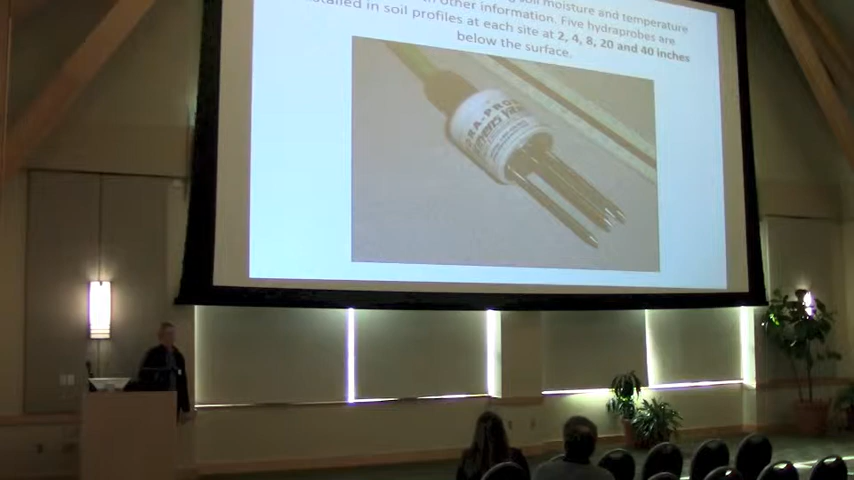 soil moisture and temperature
other information. Five hydraprobes are
installed in soil profiles at each site at 2, 4, 8, 20 and 40 inches
below the surface.